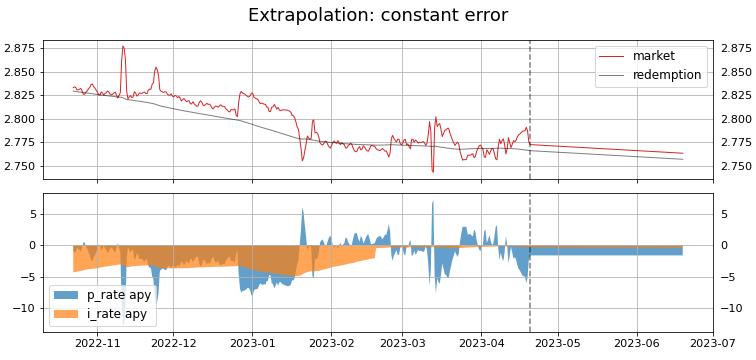 Extrapolation: constant error
2.875 2.875
2.850 2.850
2.825 2.825
2.800 2.800
2.775 2.775
2.750 2.750
market
redemption
5 5
0 0
−5 −5
−10 −10
p_rate apy
i_rate apy
2022-11 2022-12 2023-01 2023-02 2023-03 2023-04 2023-05 2023-06 2023-07